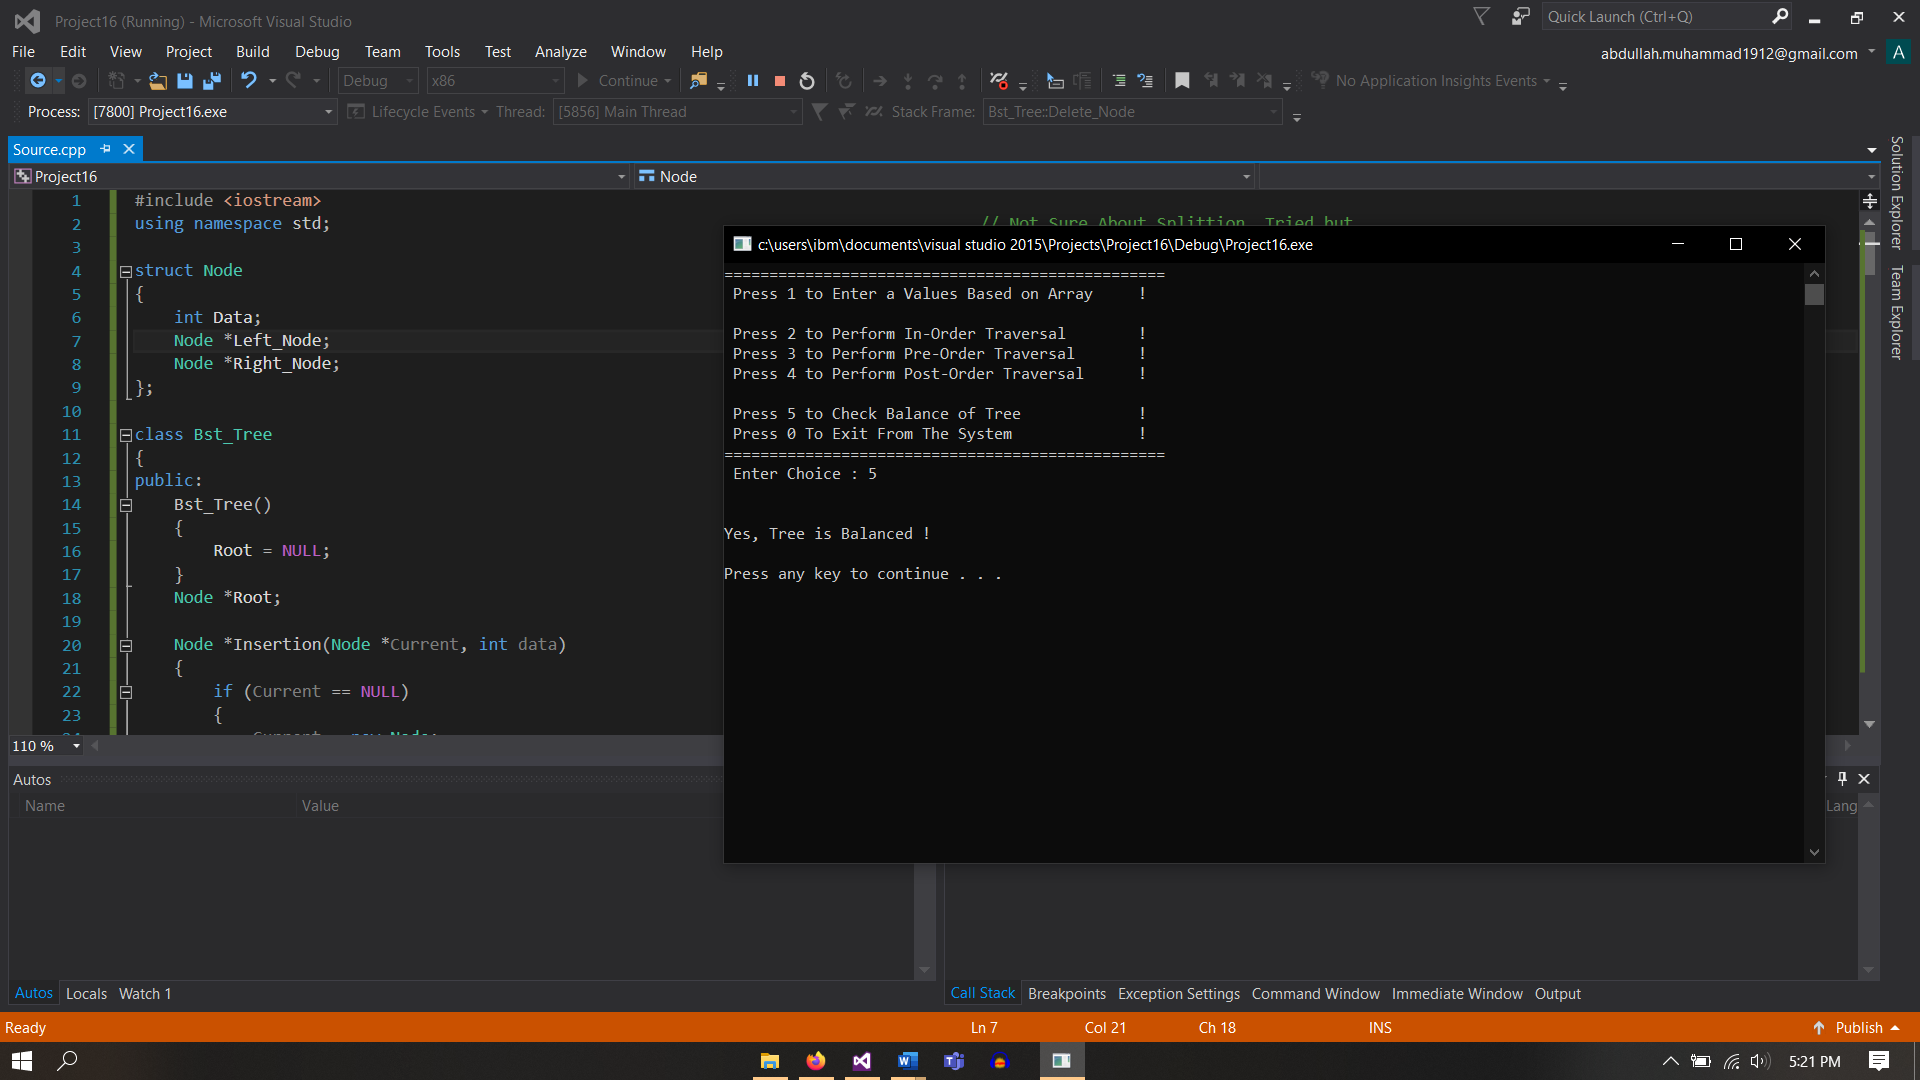 Project16 (Running) - Microsoft Visual Studio
Quick Launch (Ctrl+Q)
File Edit View Project Build Debug Team Tools Test Analyze Window Help
abdullah.muhammad1912@gmail.com A
Debug x86 Continue No Application Insights Events
Process: [7800] Project16.exe Lifecycle Events Thread: [5856] Main Thread Stack Frame: Bst_Tree::Delete_Node
Source.cpp
Project16 Node
Solution Explorer
Team Explorer
1 #include <iostream>
2 using namespace std; // Not Sure About Splittion Tried but
3
4 struct Node
5 {
6 int Data;
7 Node *Left_Node;
8 Node *Right_Node;
9 };
10
11 class Bst_Tree
12 {
13 public:
14 Bst_Tree()
15 {
16 Root = NULL;
17 }
18 Node *Root;
19
20 Node *Insertion(Node *Current, int data)
21 {
22 if (Current == NULL)
23 {
24 Current = new Node;
110 %
c:\users\ibm\documents\visual studio 2015\Projects\Project16\Debug\Project16.exe
=================================================
Press 1 to Enter a Values Based on Array !
Press 2 to Perform In-Order Traversal !
Press 3 to Perform Pre-Order Traversal !
Press 4 to Perform Post-Order Traversal !
Press 5 to Check Balance of Tree !
Press 0 To Exit From The System !
=================================================
Enter Choice : 5
Yes, Tree is Balanced !
Press any key to continue . . .
Autos
Name Value
Lang
Autos Locals Watch 1
Call Stack Breakpoints Exception Settings Command Window Immediate Window Output
Ready Ln 7 Col 21 Ch 18 INS Publish
5:21 PM